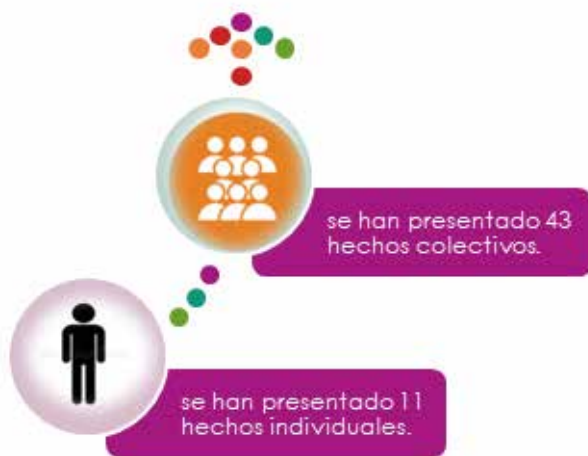 se han presentado 43
hechos colectivos.
se han presentado 11
hechos individuales.